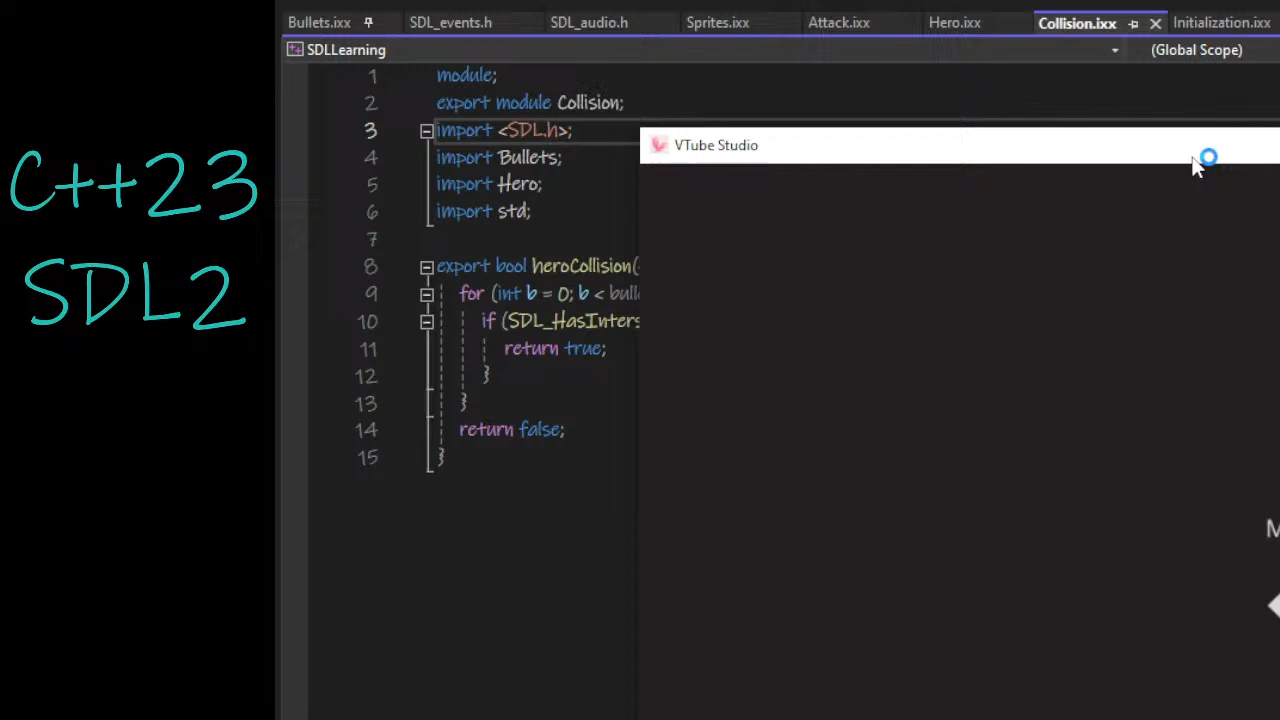 Bullets.ixx SDL_events.h SDL_audio.h Sprites.ixx Attack.ixx Hero.ixx Collision.ixx Initialization.ixx
SDLLearning (Global Scope)
1 module;
2 export module Collision;
3 import <SDL.h>;
4 import Bullets;
5 import Hero;
6 import std;
7
8 export bool heroCollision(
9 for (int b = 0; b < bull
10 if (SDL_HasInters
11 return true;
12 }
13 }
14 return false;
15 }
VTube Studio
M
C++23
SDL2